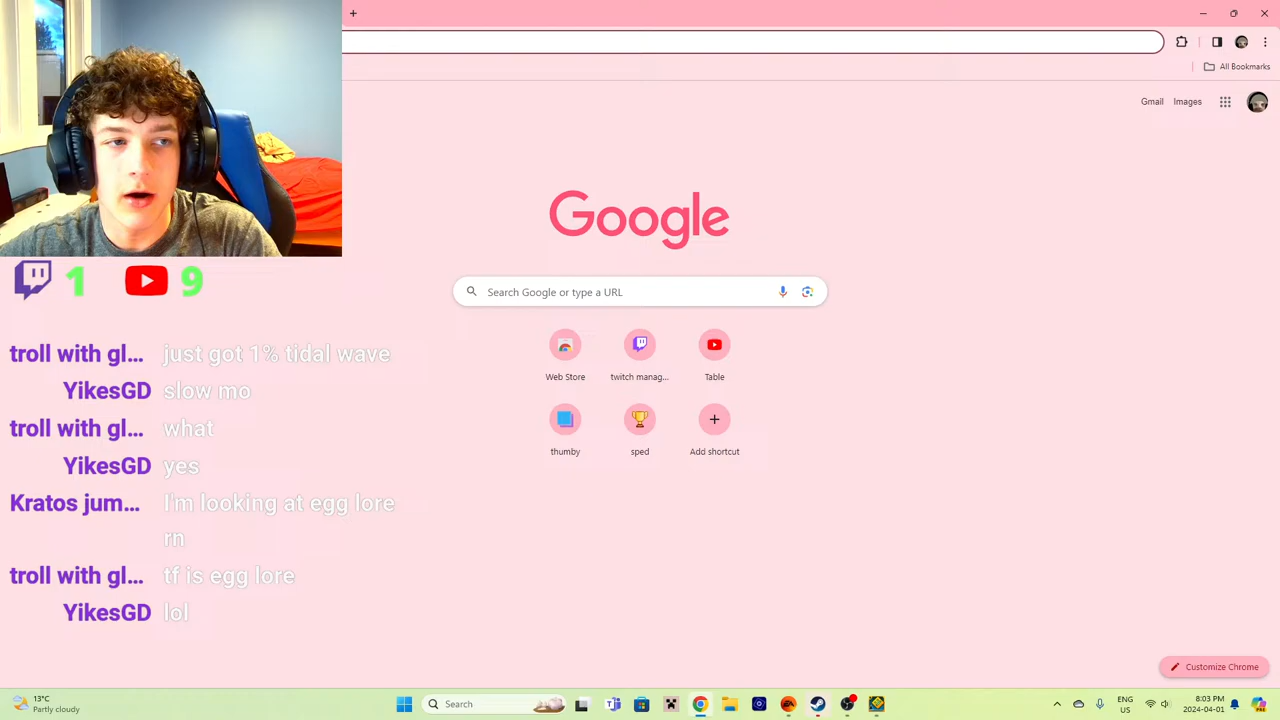 All Bookmarks
Gmail Images
Google
Search Google or type a URL
Web Store
twitch manag...
Table
thumby
sped
Add shortcut
1
9
troll with gl... just got 1% tidal wave
YikesGD slow mo
troll with gl... what
YikesGD yes
Kratos jum... I'm looking at egg lore
rn
troll with gl... tf is egg lore
YikesGD lol
Customize Chrome
13°C
Partly cloudy
Search
ENG
US
8:03 PM
2024-04-01